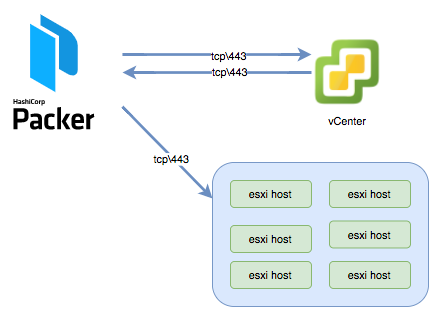 tcp\443
tcp\443
HashiCorp
Packer
vCenter
tcp\443
esxi host
esxi host
esxi host
esxi host
esxi host
esxi host